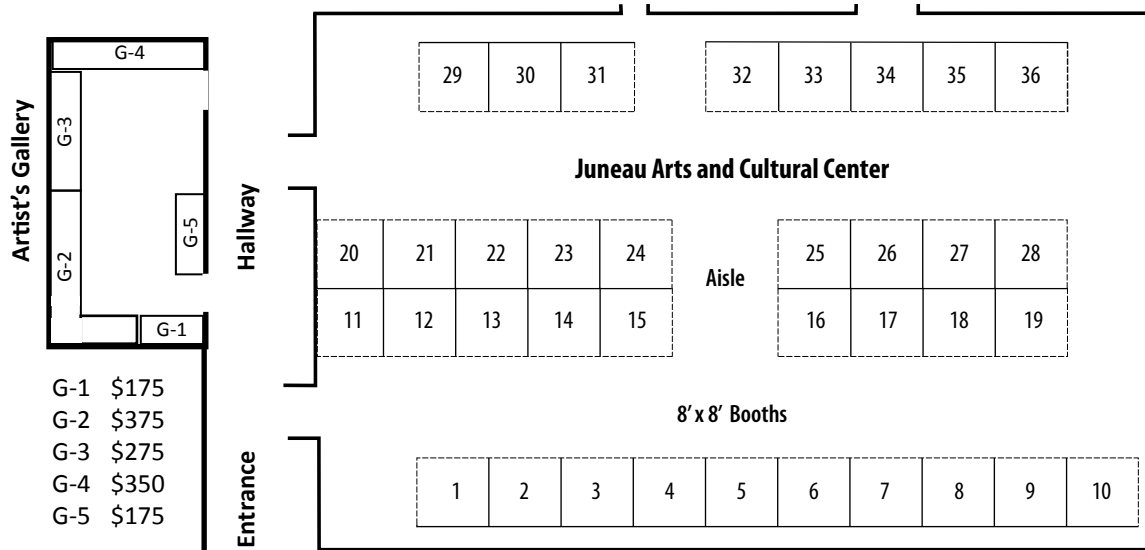 G-4
G-3
G-2
G-5
G-1
Artist's Gallery
G-1 $175
G-2 $375
G-3 $275
G-4 $350
G-5 $175
Hallway
Entrance
29 30 31 32 33 34 35 36
Juneau Arts and Cultural Center
20 21 22 23 24 25 26 27 28
Aisle
11 12 13 14 15 16 17 18 19
8' x 8' Booths
1 2 3 4 5 6 7 8 9 10